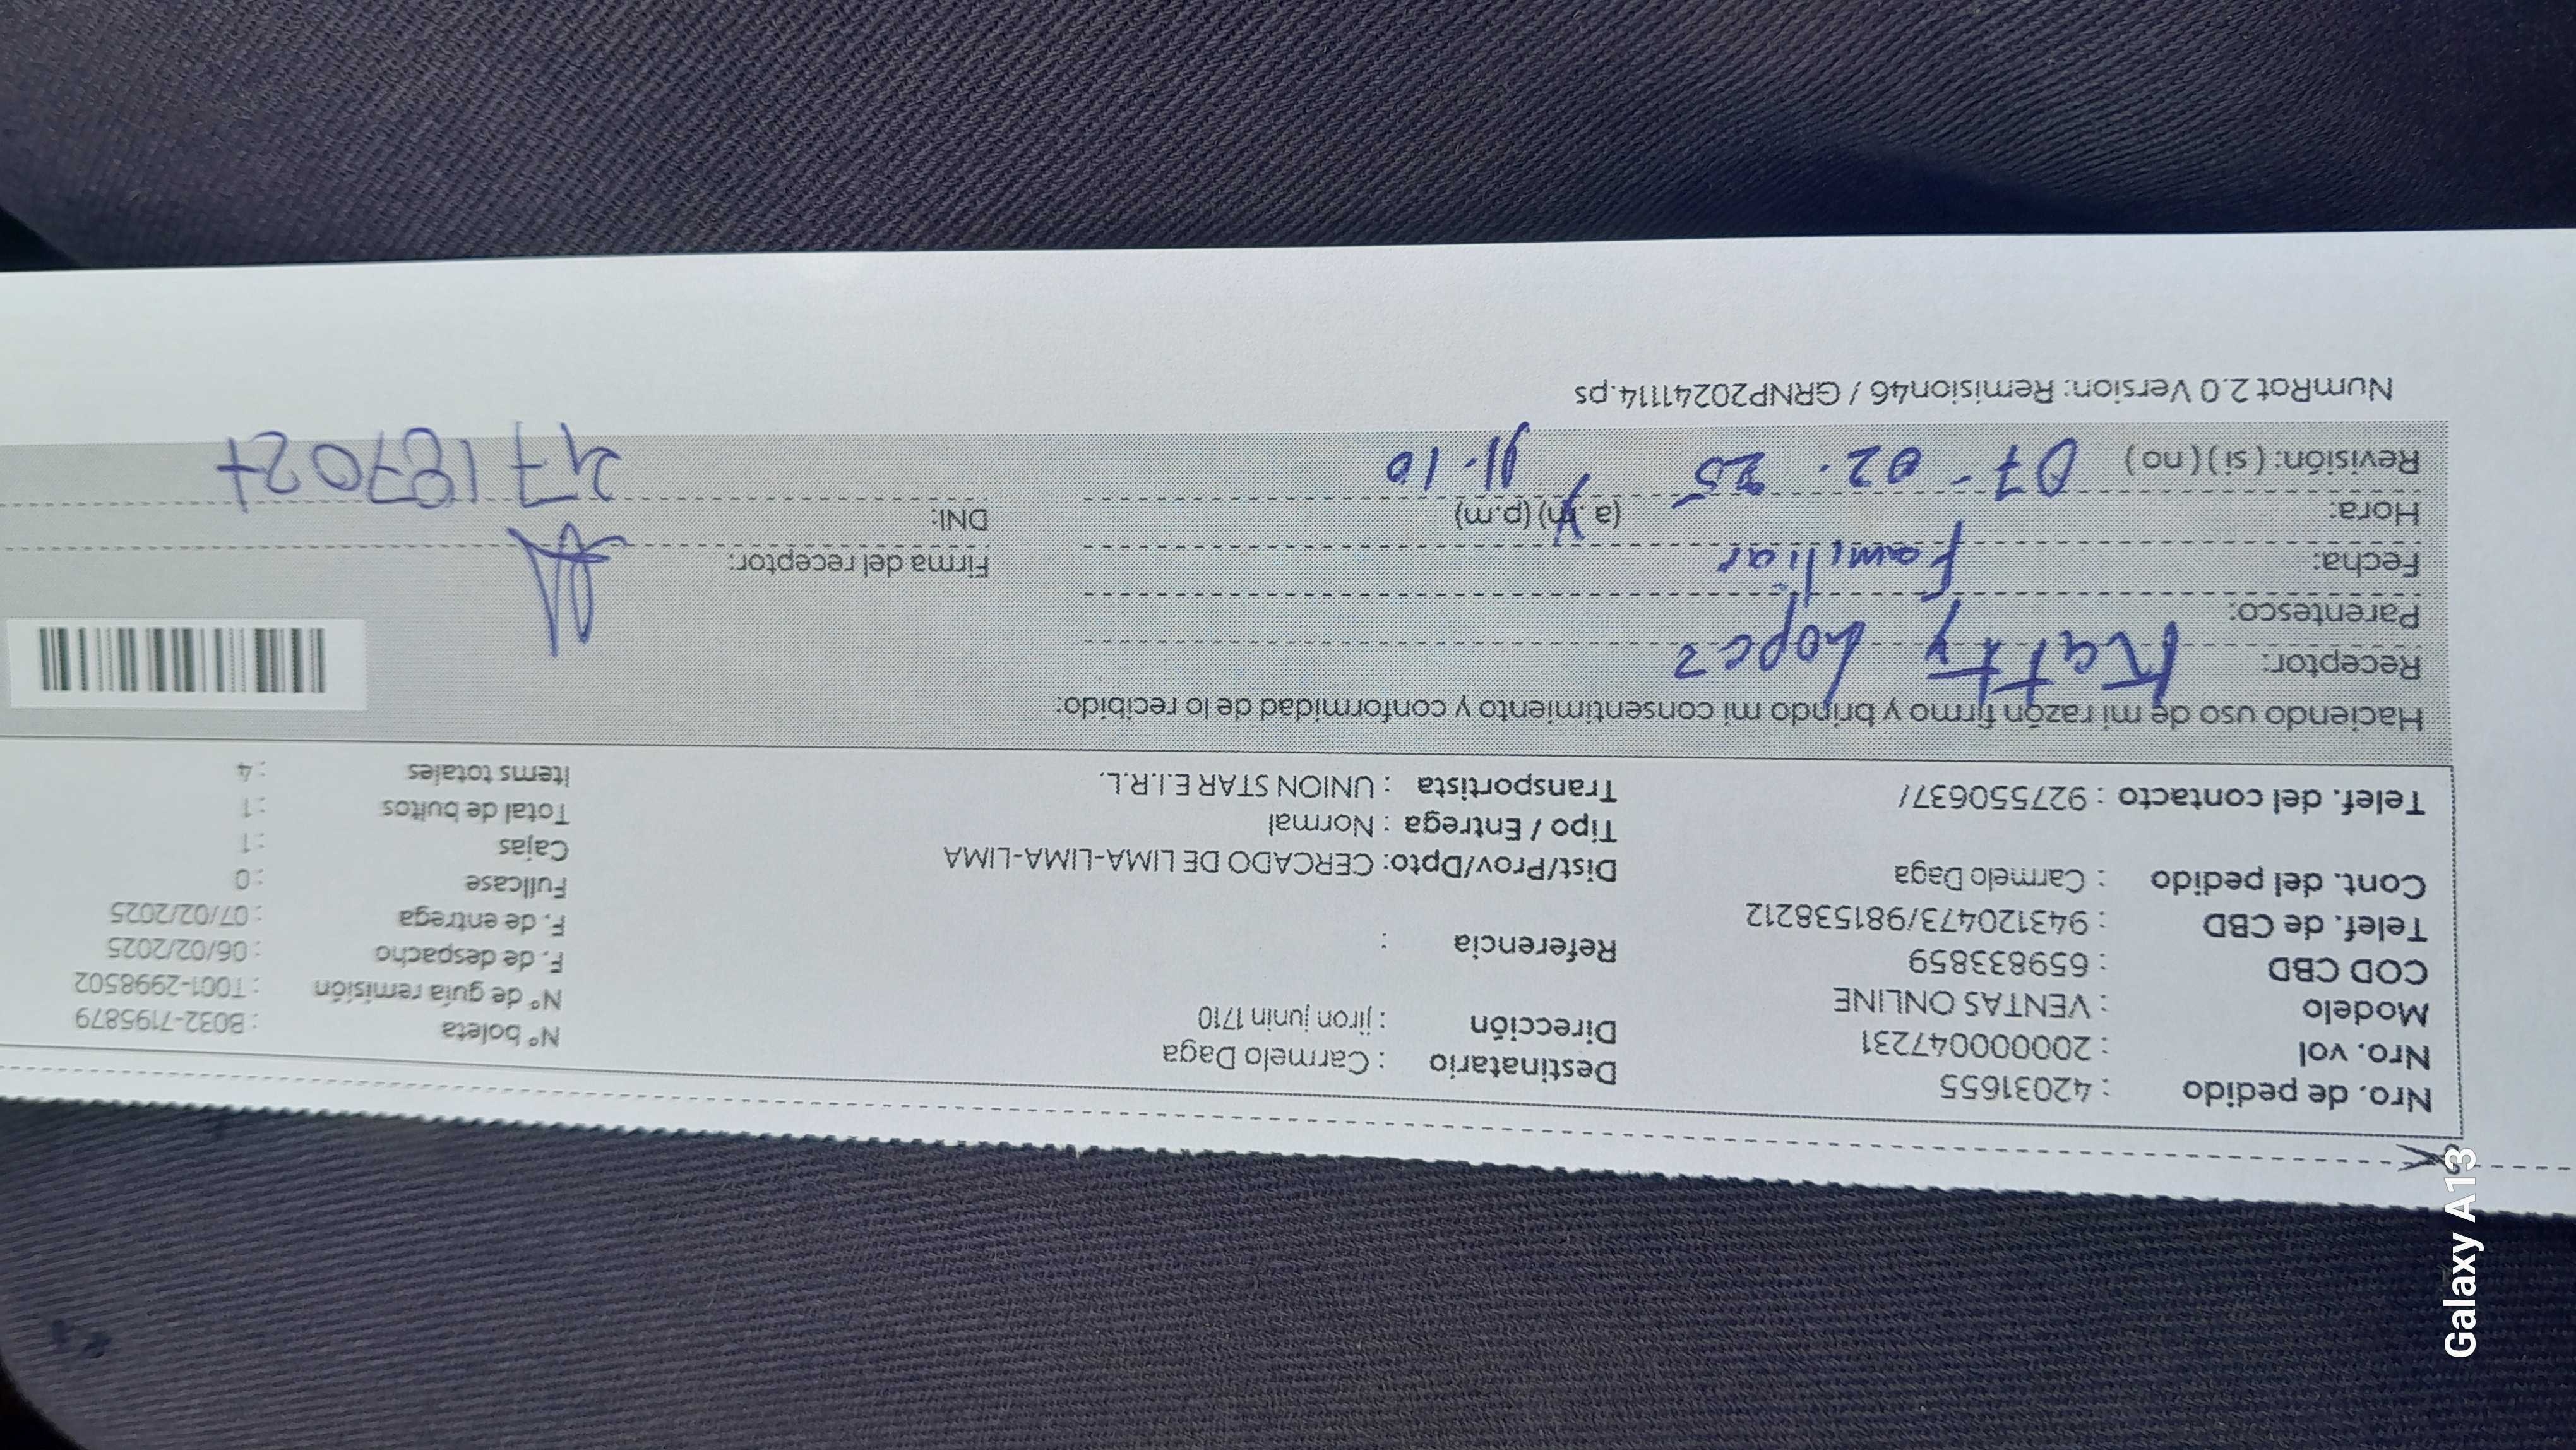 Nro. de pedido : 42031655
Nro. vol : 20000047231
Modelo : VENTAS ONLINE
COD CBD : 659833859
Telef. de CBD : 943120473/981538212
Cont. del pedido : Carmelo Daga
Telef. del contacto : 927550637/
Destinatario : Carmelo Daga
Dirección : jiron junin 1710
Referencia :
Dist/Prov/Dpto: CERCADO DE LIMA-LIMA-LIMA
Tipo / Entrega : Normal
Transportista : UNION STAR E.I.R.L.
N° boleta : B032-7195879
N° de guía remisión : T001-2998502
F. de despacho : 06/02/2025
F. de entrega : 07/02/2025
Fullcase : 0
Cajas : 1
Total de bultos : 1
Items totales : 4
Haciendo uso de mi razón firmo y brindo mi consentimiento y conformidad de lo recibido:
Receptor: Katty Lopez
Parentesco: Familiar
Fecha:
Hora: (a.m) (p.m)
Revisión: ( si ) ( no ) 07-02-25 11.10
Firma del receptor:
DNI:
NumRot 2.0 Version: Remision46 / GRNP20241114.ps
Galaxy A13